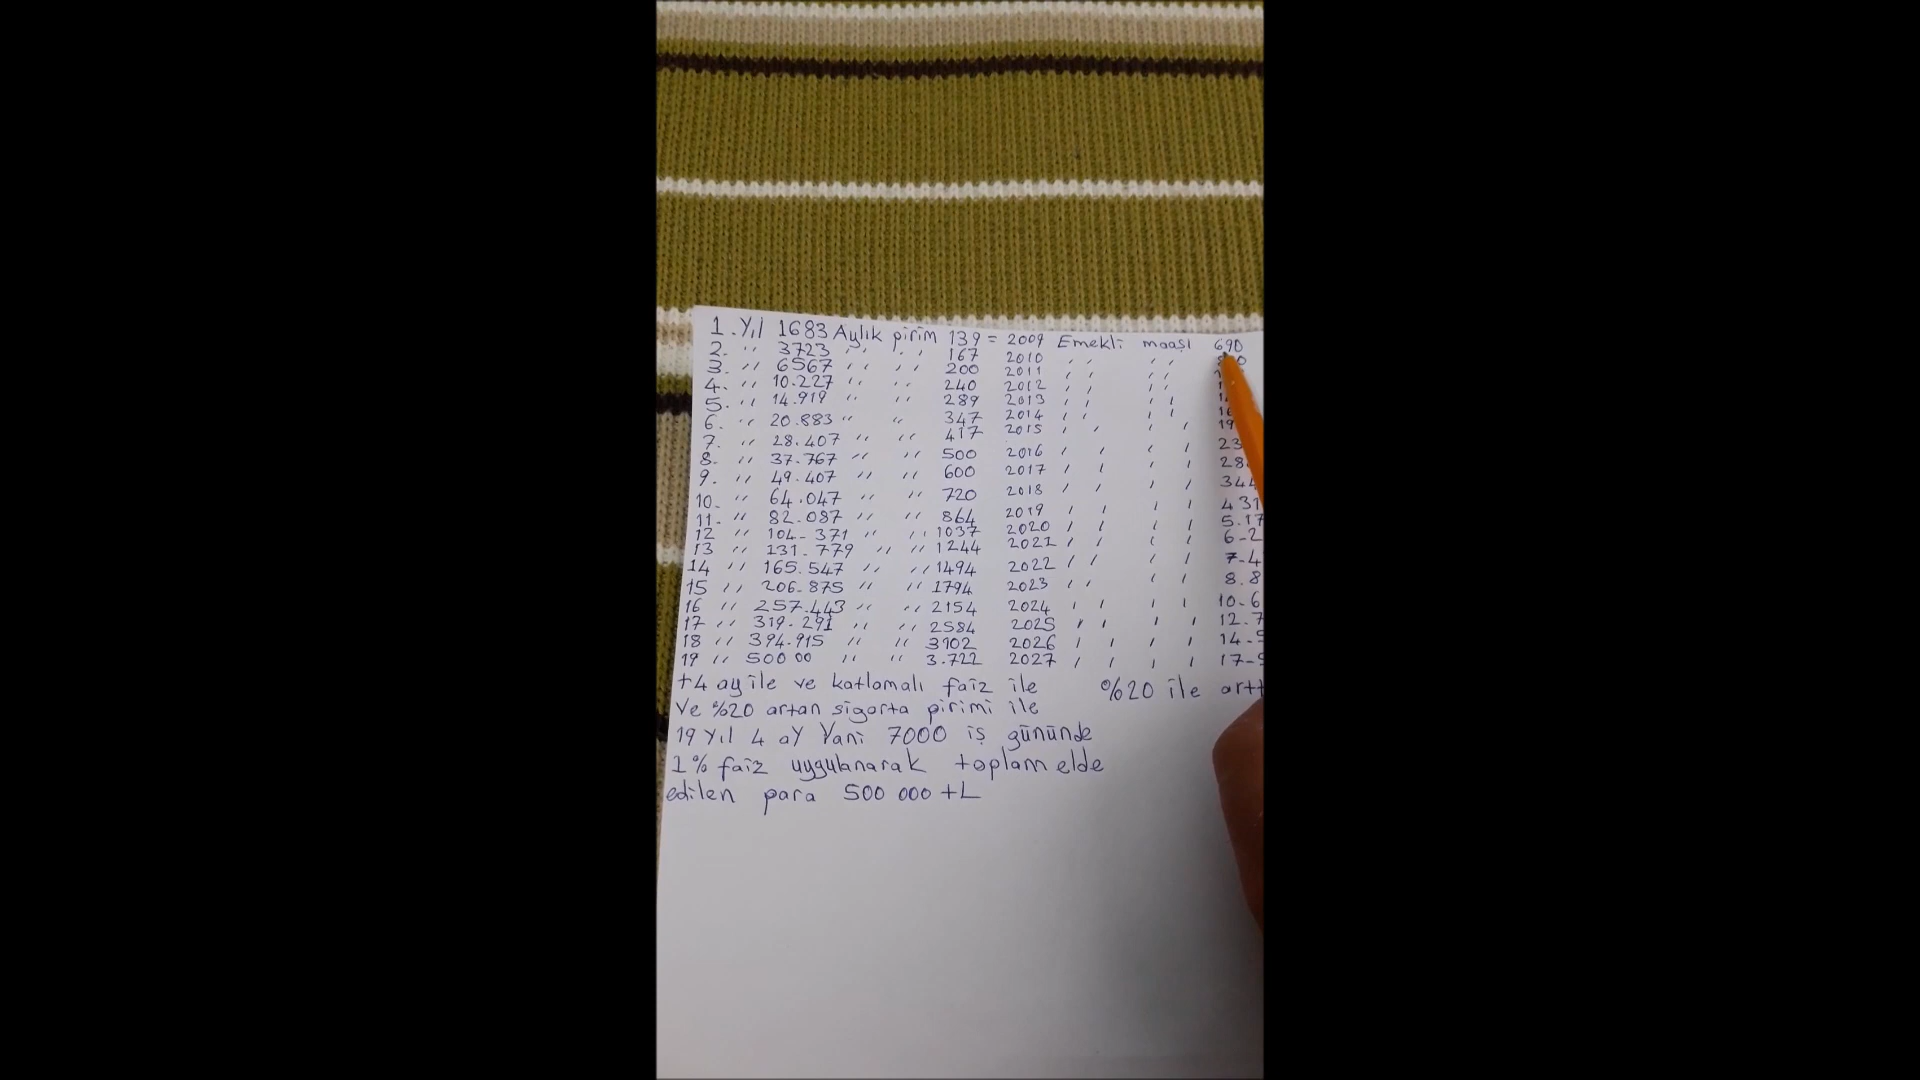 1. Yıl 1683 Aylık pirim 139 = 2009 Emekli maaşı 690
2. " 3723 " " 167 2010 " "
3. " 6567 " " 200 2011 " "
4. " 10.227 " " 240 2012 " "
5. " 14.919 " " 289 2013 " "
6. " 20.883 " " 347 2014 " "
7. " 28.407 " " 417 2015 " "
8. " 37.767 " " 500 2016 " "
9. " 49.407 " " 600 2017 " "
10. " 64.047 " " 720 2018 " "
11. " 82.087 " " 864 2019 " "
12 " 104-371 " " 1037 2020 " "
13 " 131.779 " " 1244 2021 " "
14 " 165.547 " " 1494 2022 " "
15 " 206.875 " " 1794 2023 " "
16 " 257.443 " " 2154 2024 " "
17 " 319.291 " " 2584 2025 " "
18 " 394.915 " " 3102 2026 " "
19 " 500 00 " " 3.722 2027 " "
+4 ay ile ve katlamalı faiz ile %20 ile
Ve %20 artan sigorta pirimi ile
19 yıl 4 ay Yani 7000 iş gününde
1% faiz uygulanarak toplam elde
edilen para 500 000 +L